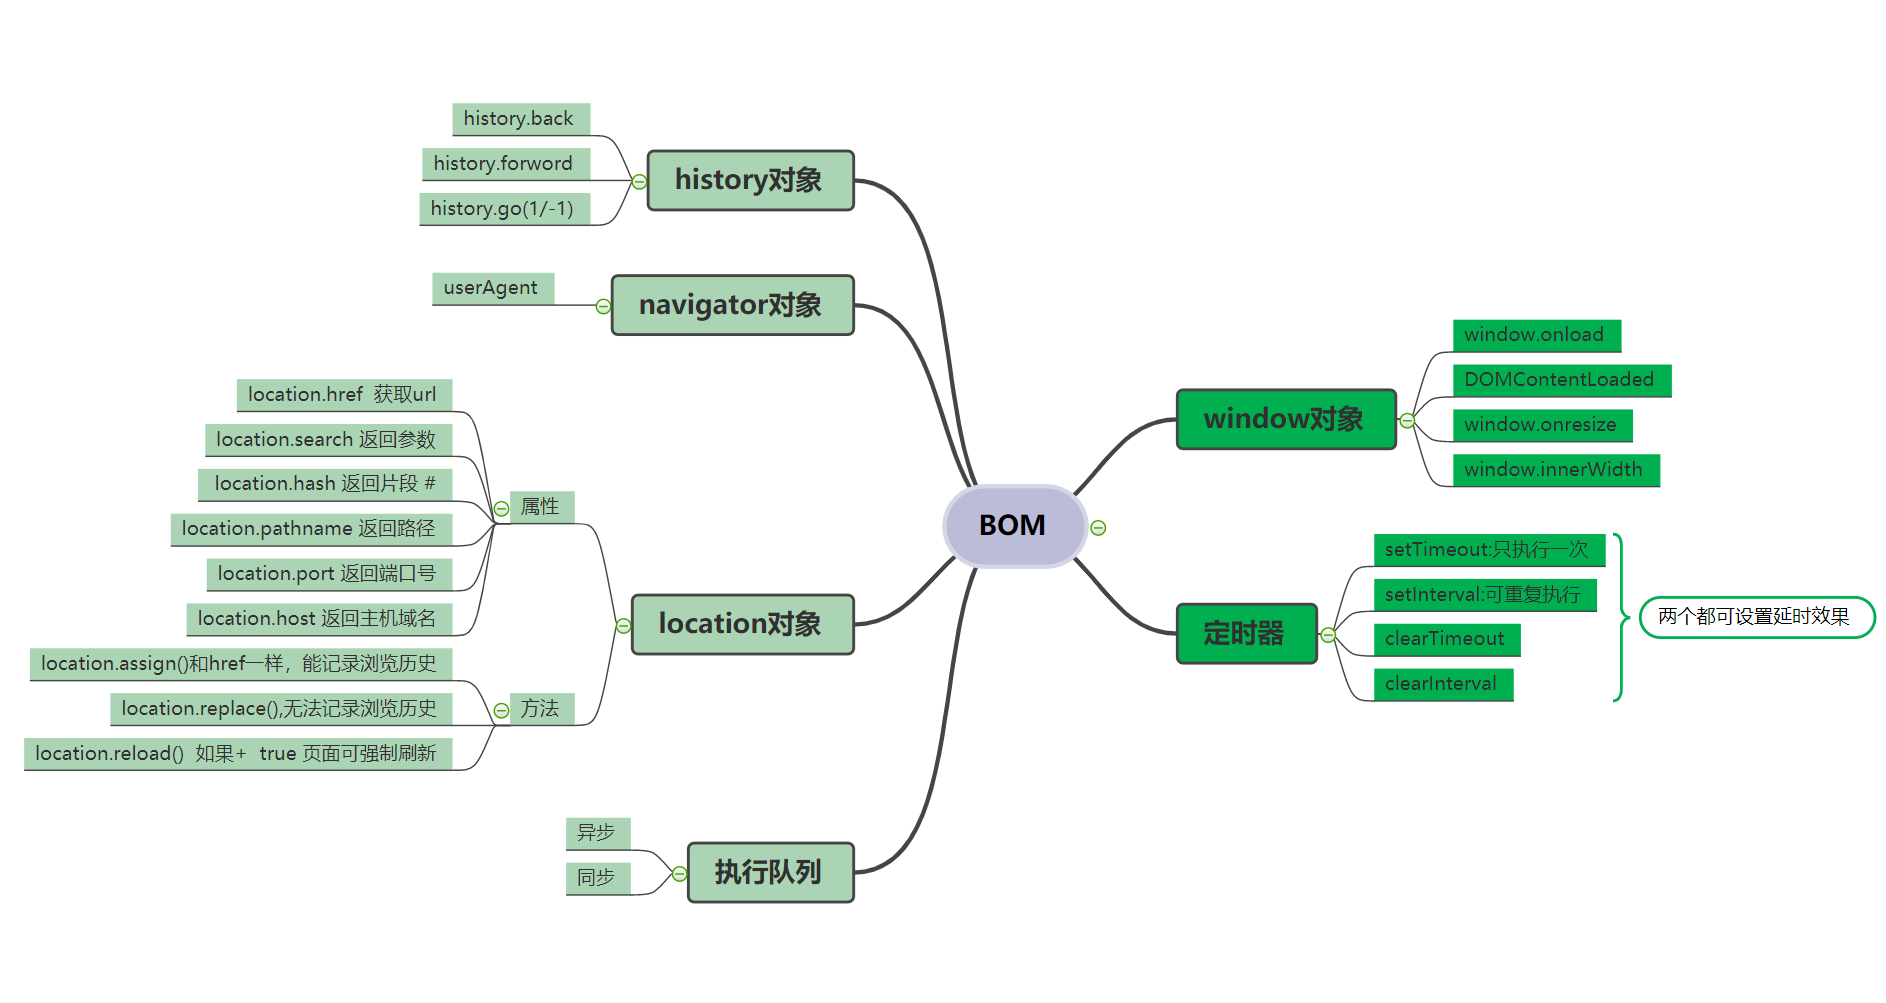 BOM
history对象
history.back
history.forword
history.go(1/-1)
navigator对象
userAgent
location对象
属性
location.href  获取url
location.search 返回参数
location.hash 返回片段 #
location.pathname 返回路径
location.port 返回端口号
location.host 返回主机域名
方法
location.assign()和href一样，能记录浏览历史
location.replace(),无法记录浏览历史
location.reload()  如果+  true 页面可强制刷新
执行队列
异步
同步
window对象
window.onload
DOMContentLoaded
window.onresize
window.innerWidth
定时器
setTimeout:只执行一次
setInterval:可重复执行
clearTimeout
clearInterval
两个都可设置延时效果